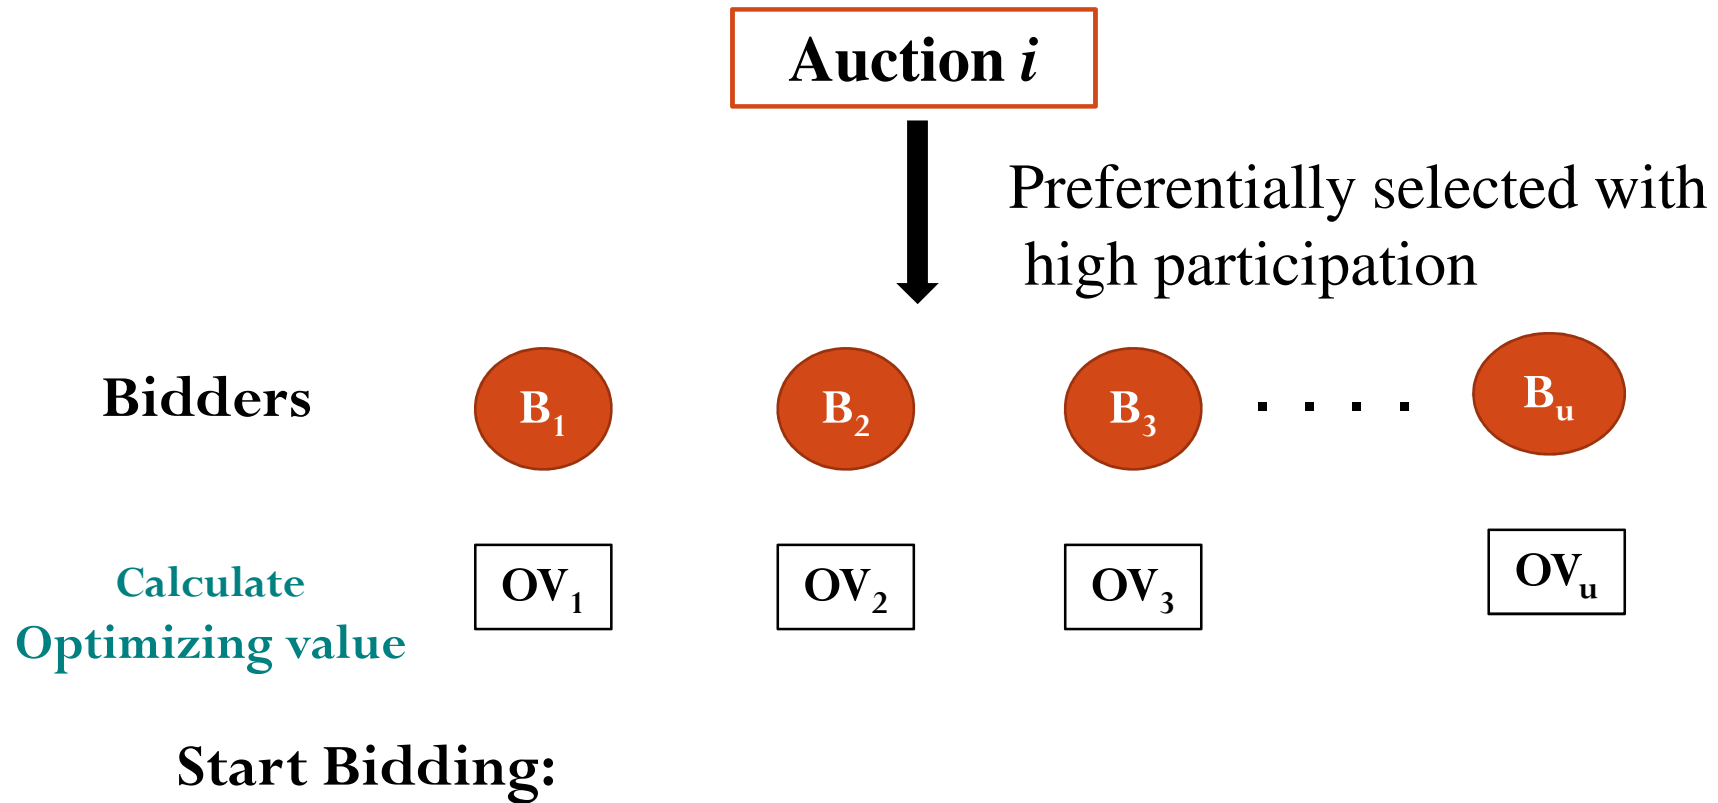 Auction i
Preferentially selected with
high participation
Bidders
B₁ B₂ B₃ . . . . Bᵤ
Calculate
Optimizing value
OV₁ OV₂ OV₃ OVᵤ
Start Bidding: